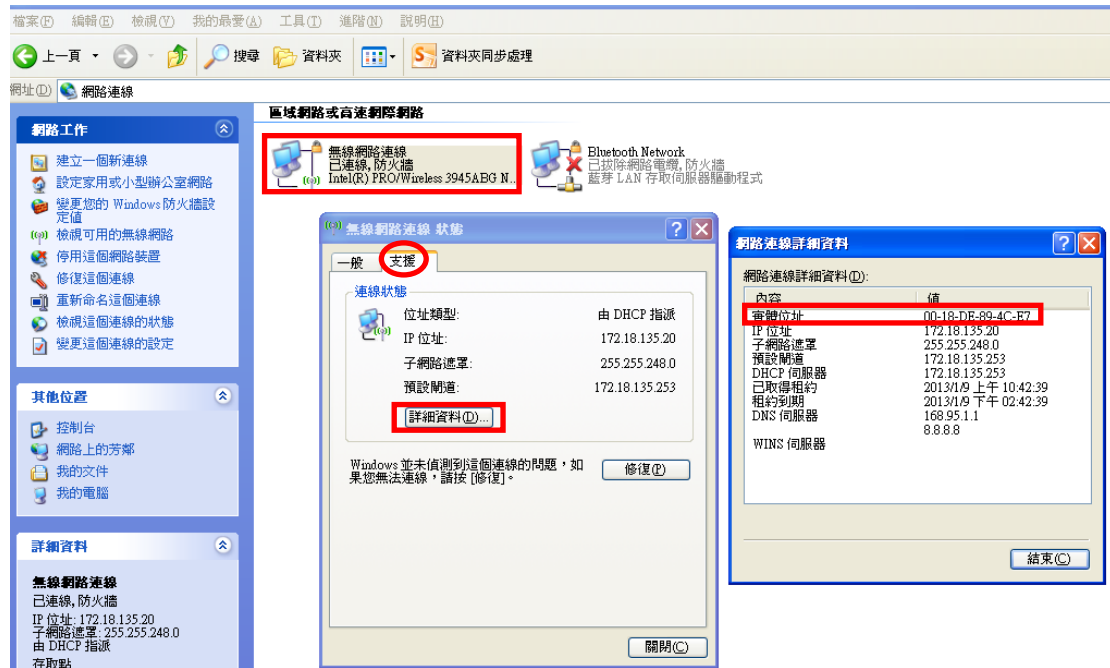 檔案(F) 編輯(E) 檢視(V) 我的最愛(A) 工具(T) 進階(N) 說明(H)
上一頁 搜尋 資料夾 資料夾同步處理
網址(D) 網路連線
網路工作
建立一個新連線
設定家用或小型辦公室網路
變更您的 Windows 防火牆設
定值
檢視可用的無線網路
停用這個網路裝置
修復這個連線
重新命名這個連線
檢視這個連線的狀態
變更這個連線的設定
其他位置
控制台
網路上的芳鄰
我的文件
我的電腦
詳細資料
無線網路連線
已連線, 防火牆
IP 位址: 172.18.135.20
子網路遮罩: 255.255.248.0
由 DHCP 指派
存取點
區域網路或高速網際網路
無線網路連線
已連線, 防火牆
Intel(R) PRO/Wireless 3945ABG N...
Bluetooth Network
已拔除網路電纜, 防火牆
藍芽 LAN 存取伺服器驅動程式
無線網路連線 狀態
一般 支援
連線狀態
位址類型: 由 DHCP 指派
IP 位址: 172.18.135.20
子網路遮罩: 255.255.248.0
預設閘道: 172.18.135.253
詳細資料(D)...
Windows 並未偵測到這個連線的問題，如
果您無法連線，請按 [修復]。
修復(P)
關閉(C)
網路連線詳細資料
網路連線詳細資料(D):
內容 值
實體位址 00-18-DE-89-4C-E7
IP 位址 172.18.135.20
子網路遮罩 255.255.248.0
預設閘道 172.18.135.253
DHCP 伺服器 172.18.135.253
已取得租約 2013/1/9 上午 10:42:39
租約到期 2013/1/9 下午 02:42:39
DNS 伺服器 168.95.1.1
8.8.8.8
WINS 伺服器
結束(C)